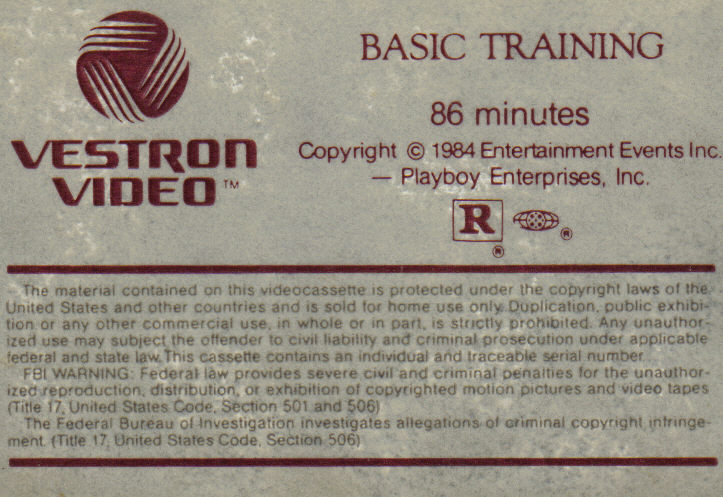 BASIC TRAINING
86 minutes
VESTRON
VIDEO™
Copyright © 1984 Entertainment Events Inc.
— Playboy Enterprises, Inc.
R ® ®
The material contained on this videocassette is protected under the copyright laws of the
United States and other countries and is sold for home use only. Duplication, public exhibi-
tion or any other commercial use, in whole or in part, is strictly prohibited. Any unauthor-
ized use may subject the offender to civil liability and criminal prosecution under applicable
federal and state law. This cassette contains an individual and traceable serial number.
FBI WARNING: Federal law provides severe civil and criminal penalties for the unauthor-
ized reproduction, distribution, or exhibition of copyrighted motion pictures and video tapes
(Title 17, United States Code, Section 501 and 506)
The Federal Bureau of Investigation investigates allegations of criminal copyright infringe-
ment. (Title 17, United States Code, Section 506)